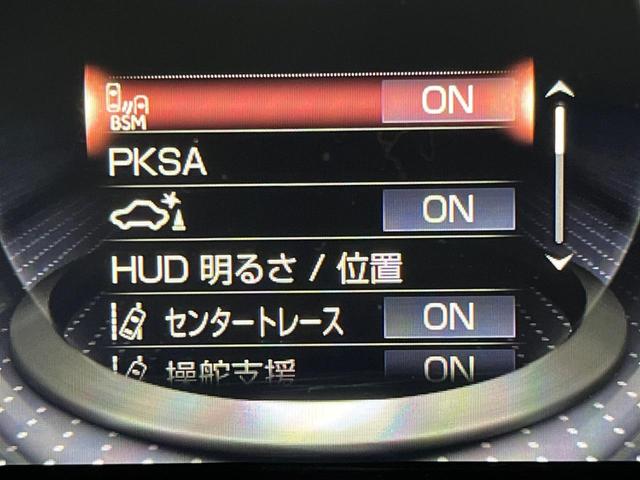 BSM ON
PKSA
ON
HUD 明るさ / 位置
センタートレース ON
操舵支援 ON